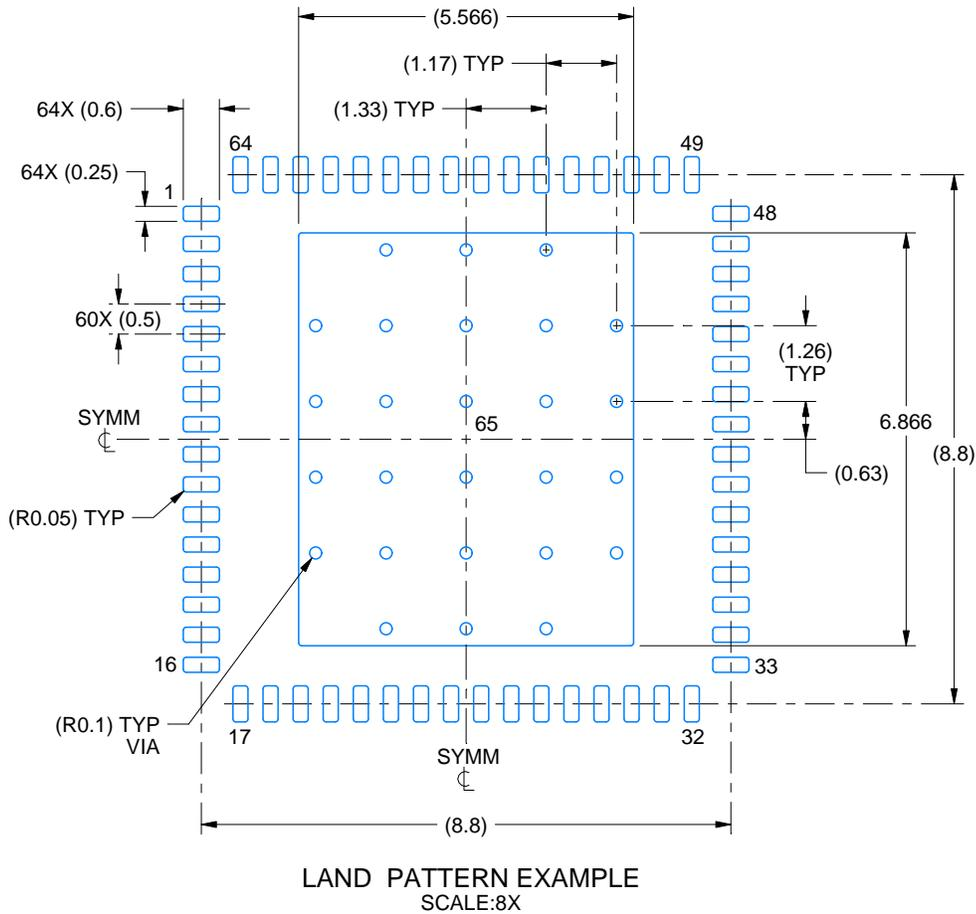 (5.566)
(1.17) TYP
(1.33) TYP
64X (0.6)
64
49
64X (0.25)
1
48
60X (0.5)
(1.26)
TYP
SYMM
65
6.866
(8.8)
(0.63)
(R0.05) TYP
16
33
(R0.1) TYP
VIA
17
32
SYMM
(8.8)
LAND PATTERN EXAMPLE
SCALE:8X